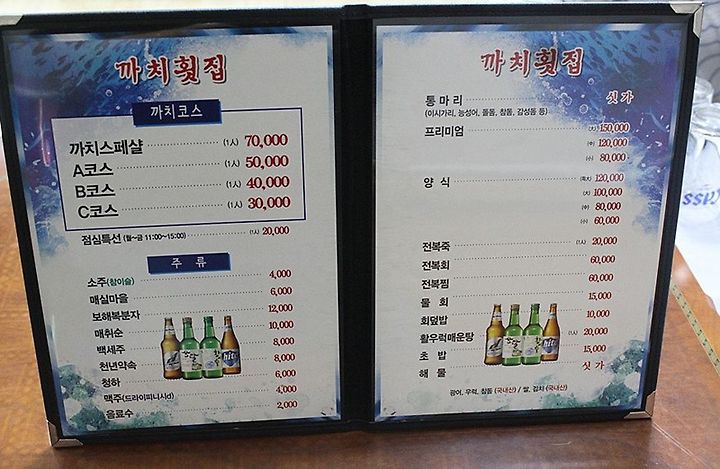 까치횟집
까치코스
까치스페샬 (1人) 70,000
A코스 (1人) 50,000
B코스 (1人) 40,000
C코스 (1人) 30,000
점심특선 (월~금 11:00~15:00) (1人) 20,000
주 류
소주(참이슬) 4,000
매실마을 6,000
보해복분자 12,000
매취순 10,000
백세주 8,000
천년약속 8,000
청하 6,000
맥주(드라이피니시d) 4,000
음료수 2,000
까치횟집
통 마 리 싯 가
(이시가리, 능성어, 돌돔, 참돔, 감성돔 등)
프리미엄 (大) 150,000
(中) 120,000
(小) 80,000
양 식 (特大) 120,000
(大) 100,000
(中) 80,000
(小) 60,000
전복죽 (1人) 20,000
전복회 60,000
전복찜 60,000
물 회 15,000
회덮밥 10,000
활우럭매운탕 (1人) 20,000
초 밥 15,000
해 물 싯 가
광어, 우럭, 참돔 (국내산) / 쌀, 김치 (국내산)
hite